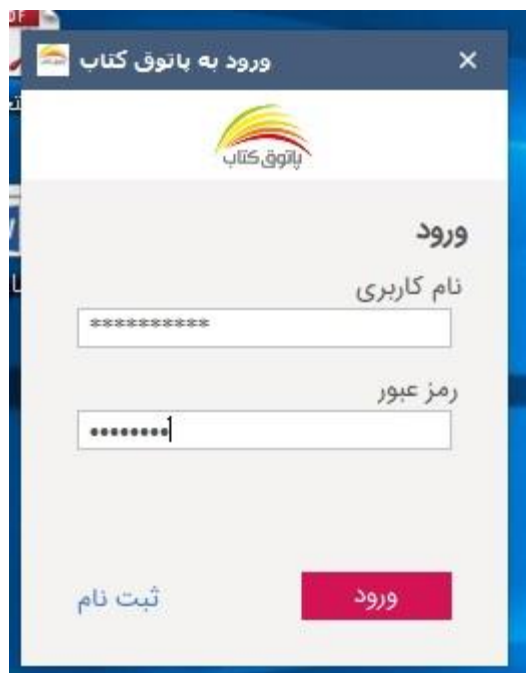 ورود به پاتوق کتاب
پاتوق کتاب
ورود
نام کاربری
**********
رمز عبور
••••••••
ورود
ثبت نام